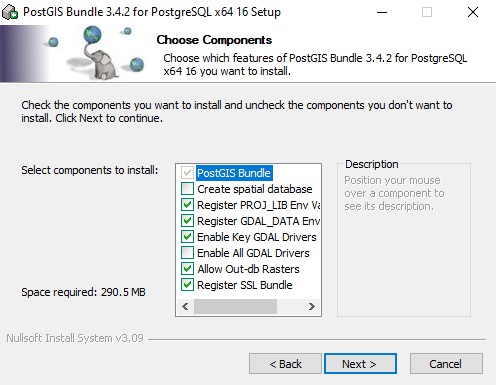 PostGIS Bundle 3.4.2 for PostgreSQL x64 16 Setup
Choose Components
Choose which features of PostGIS Bundle 3.4.2 for PostgreSQL
x64 16 you want to install.
Check the components you want to install and uncheck the components you don't want to
install. Click Next to continue.
Select components to install:
PostGIS Bundle
Create spatial database
Register PROJ_LIB Env Va
Register GDAL_DATA Env
Enable Key GDAL Drivers
Enable All GDAL Drivers
Allow Out-db Rasters
Register SSL Bundle
Description
Position your mouse
over a component to
see its description.
Space required: 290.5 MB
Nullsoft Install System v3.09
< Back
Next >
Cancel